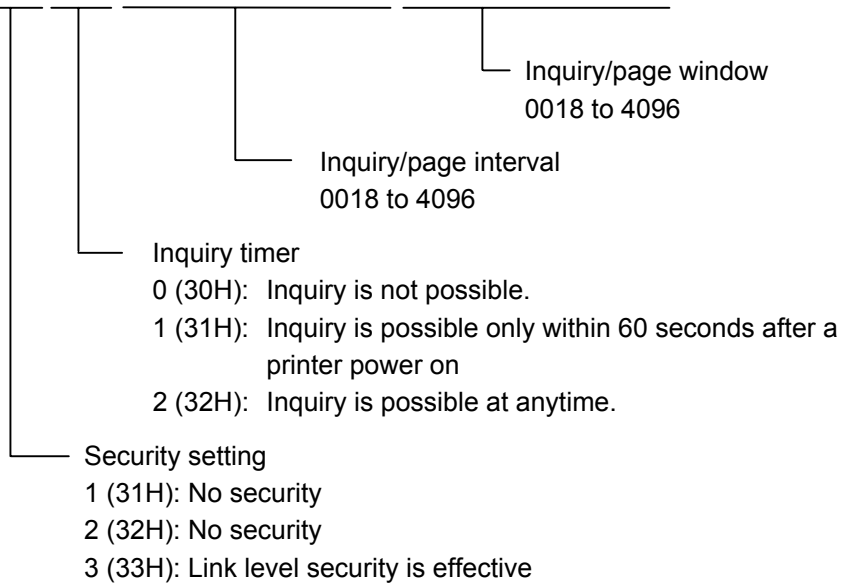 Inquiry/page window
0018 to 4096
Inquiry/page interval
0018 to 4096
Inquiry timer
0 (30H): Inquiry is not possible.
1 (31H): Inquiry is possible only within 60 seconds after a
printer power on
2 (32H): Inquiry is possible at anytime.
Security setting
1 (31H): No security
2 (32H): No security
3 (33H): Link level security is effective